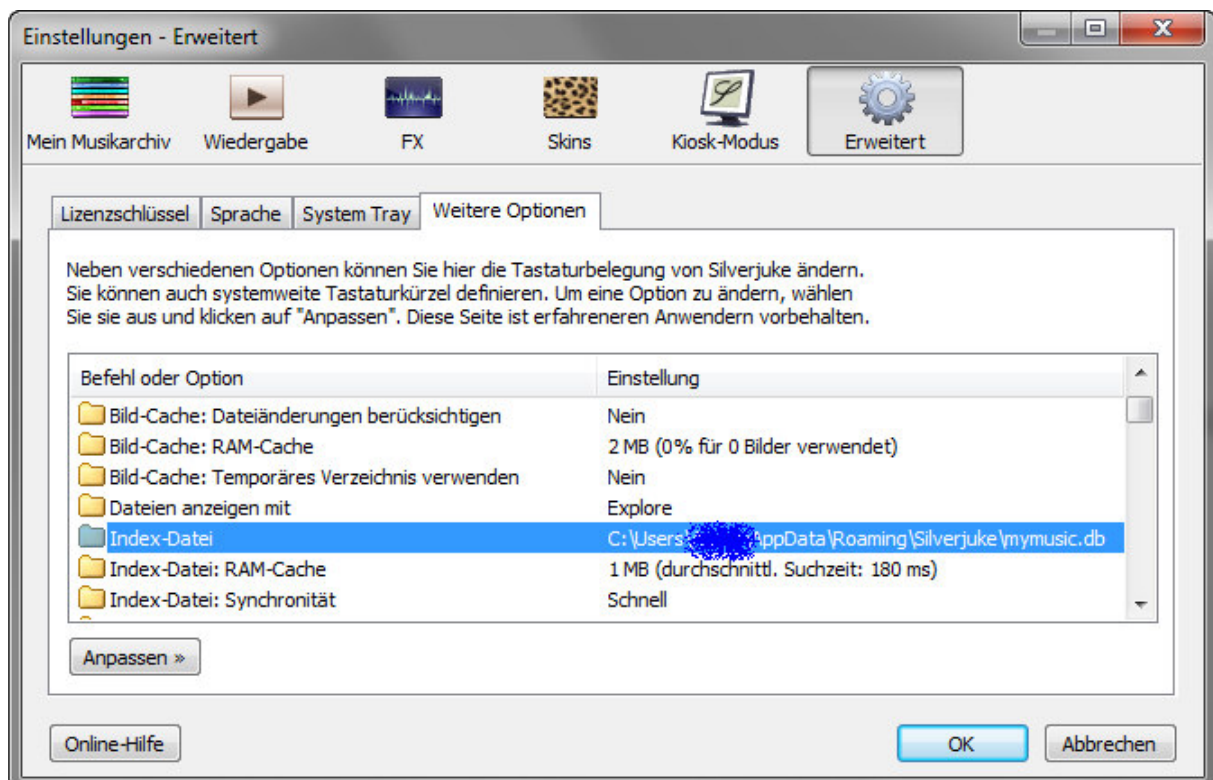 Einstellungen - Erweitert
Mein Musikarchiv Wiedergabe FX Skins Kiosk-Modus Erweitert
Lizenzschlüssel Sprache System Tray Weitere Optionen
Neben verschiedenen Optionen können Sie hier die Tastaturbelegung von Silverjuke ändern.
Sie können auch systemweite Tastaturkürzel definieren. Um eine Option zu ändern, wählen
Sie sie aus und klicken auf "Anpassen". Diese Seite ist erfahreneren Anwendern vorbehalten.
Befehl oder Option Einstellung
Bild-Cache: Dateiänderungen berücksichtigen Nein
Bild-Cache: RAM-Cache 2 MB (0% für 0 Bilder verwendet)
Bild-Cache: Temporäres Verzeichnis verwenden Nein
Dateien anzeigen mit Explore
Index-Datei C:\Users AppData\Roaming\Silverjuke\mymusic.db
Index-Datei: RAM-Cache 1 MB (durchschnittl. Suchzeit: 180 ms)
Index-Datei: Synchronität Schnell
Anpassen »
Online-Hilfe OK Abbrechen